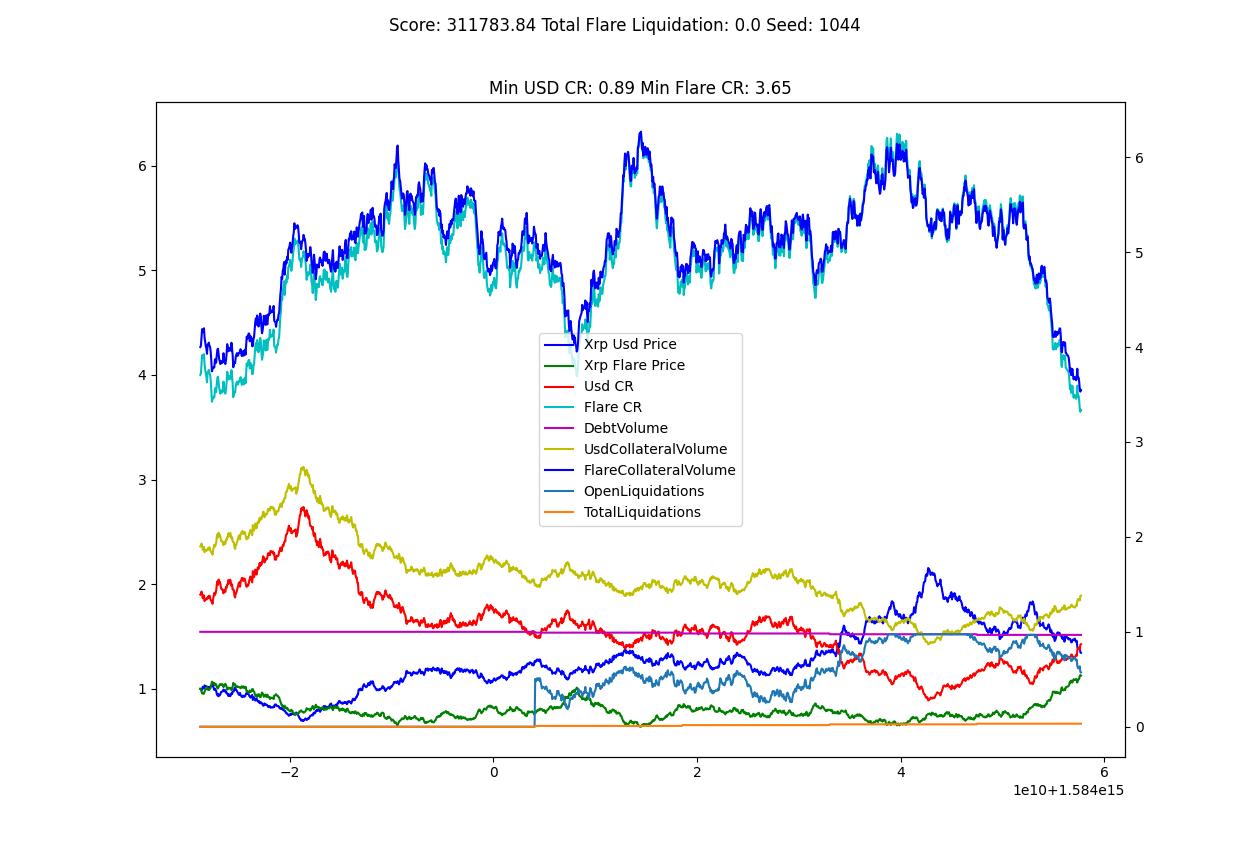 Score: 311783.84 Total Flare Liquidation: 0.0 Seed: 1044
Min USD CR: 0.89 Min Flare CR: 3.65
6
5
4
3
2
1
6
5
4
3
2
1
0
Xrp Usd Price
Xrp Flare Price
Usd CR
Flare CR
DebtVolume
UsdCollateralVolume
FlareCollateralVolume
OpenLiquidations
TotalLiquidations
−2 0 2 4 6
1e10+1.584e15